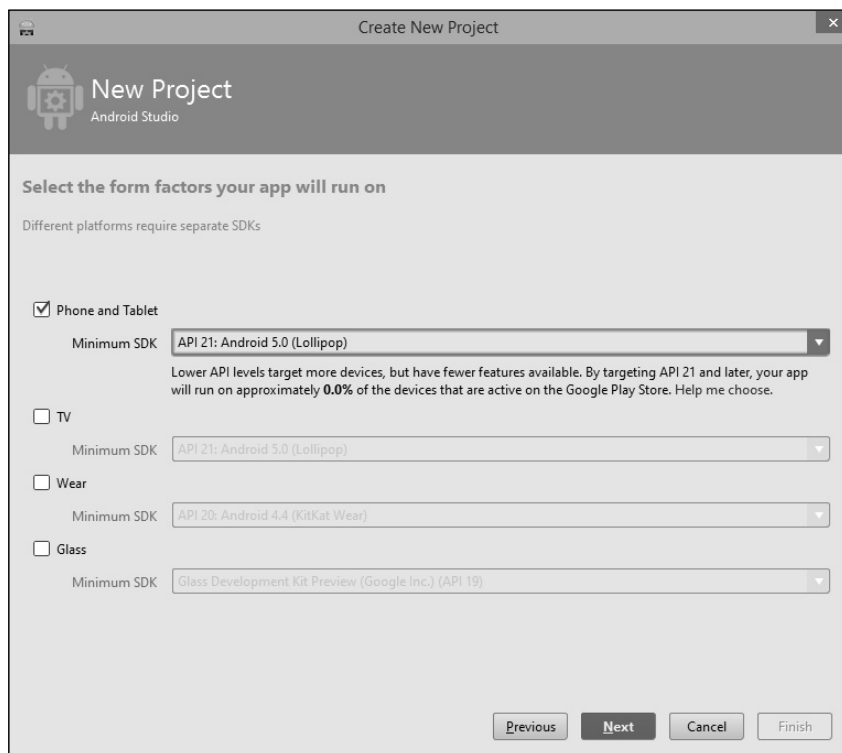 Create New Project
New Project
Android Studio
Select the form factors your app will run on
Different platforms require separate SDKs
Phone and Tablet
Minimum SDK API 21: Android 5.0 (Lollipop)
Lower API levels target more devices, but have fewer features available. By targeting API 21 and later, your app
will run on approximately 0.0% of the devices that are active on the Google Play Store. Help me choose.
TV
Minimum SDK API 21: Android 5.0 (Lollipop)
Wear
Minimum SDK API 20: Android 4.4 (KitKat Wear)
Glass
Minimum SDK Glass Development Kit Preview (Google Inc.) (API 19)
Previous Next Cancel Finish